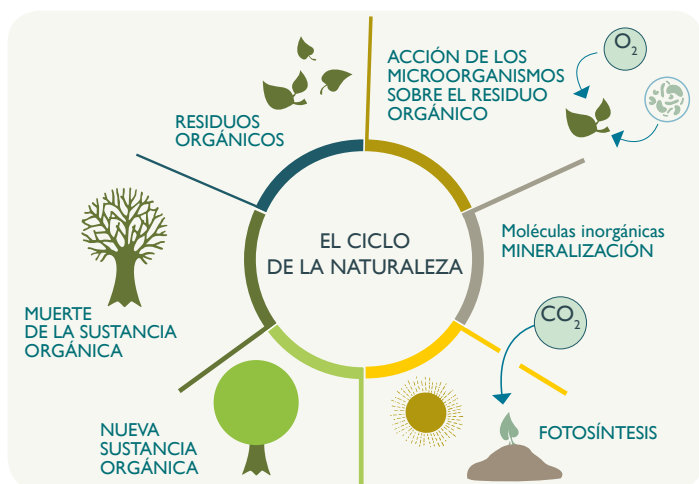 EL CICLO
DE LA NATURALEZA
RESIDUOS
ORGÁNICOS
ACCIÓN DE LOS
MICROORGANISMOS
SOBRE EL RESIDUO
ORGÁNICO
O₂
Moléculas inorgánicas
MINERALIZACIÓN
CO₂
FOTOSÍNTESIS
NUEVA
SUSTANCIA
ORGÁNICA
MUERTE
DE LA SUSTANCIA
ORGÁNICA